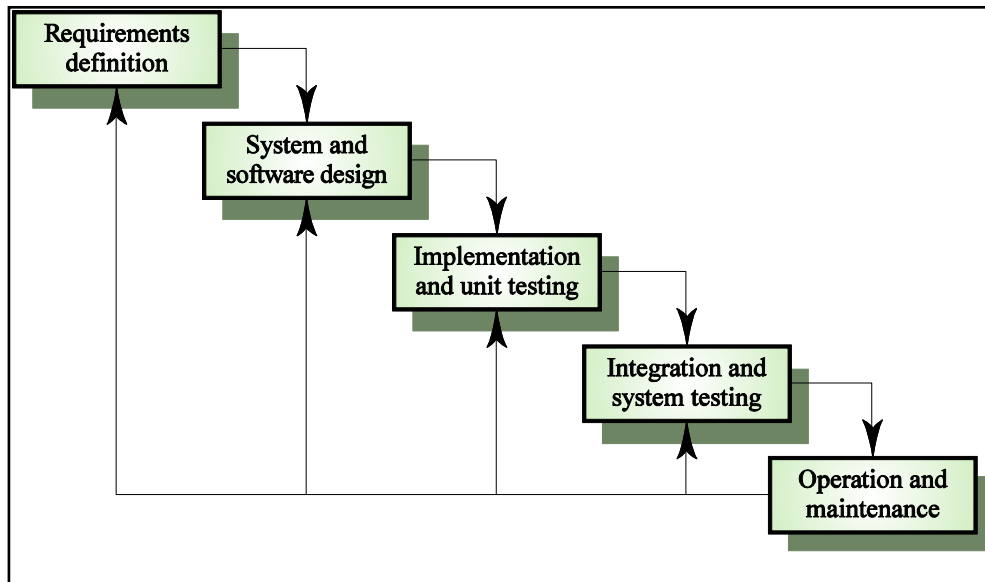 Requirements
definition
System and
software design
Implementation
and unit testing
Integration and
system testing
Operation and
maintenance